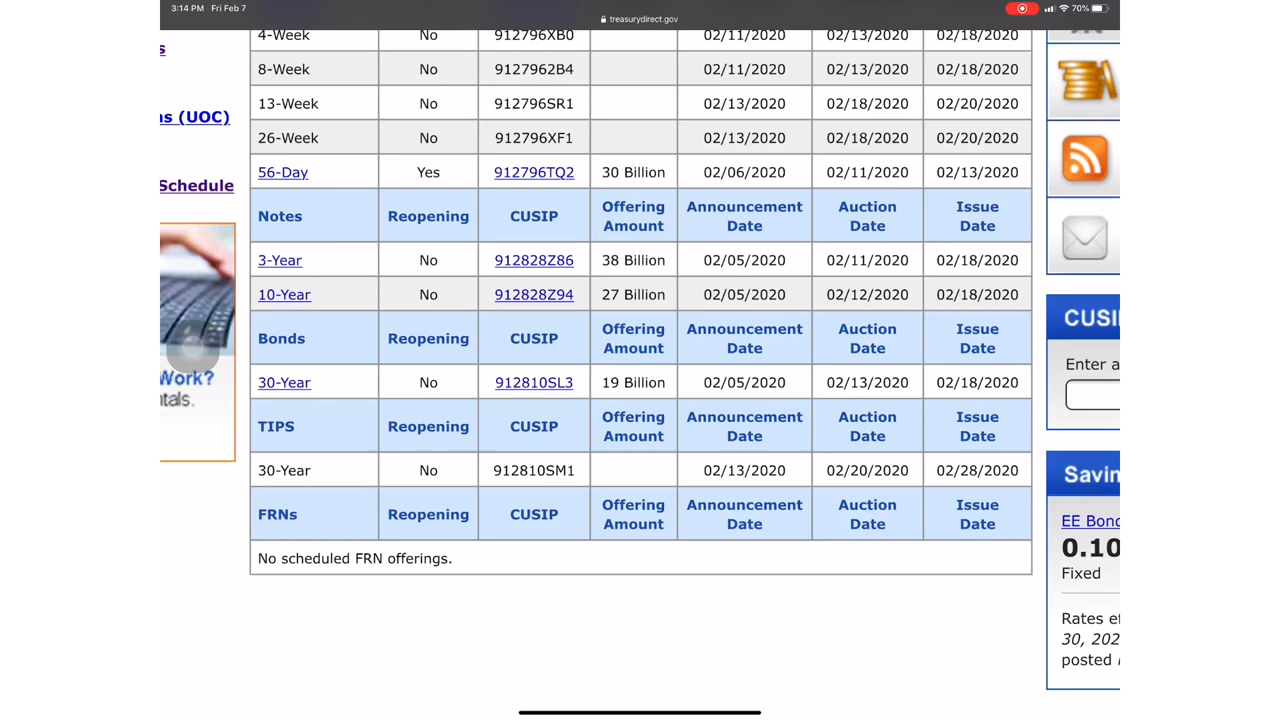 3:14 PM Fri Feb 7
70%
treasurydirect.gov
4-Week No 912796XB0 02/11/2020 02/13/2020 02/18/2020
8-Week No 9127962B4 02/11/2020 02/13/2020 02/18/2020
13-Week No 912796SR1 02/13/2020 02/18/2020 02/20/2020
26-Week No 912796XF1 02/13/2020 02/18/2020 02/20/2020
56-Day Yes 912796TQ2 30 Billion 02/06/2020 02/11/2020 02/13/2020
Notes Reopening CUSIP Offering Amount Announcement Date Auction Date Issue Date
3-Year No 912828Z86 38 Billion 02/05/2020 02/11/2020 02/18/2020
10-Year No 912828Z94 27 Billion 02/05/2020 02/12/2020 02/18/2020
Bonds Reopening CUSIP Offering Amount Announcement Date Auction Date Issue Date
30-Year No 912810SL3 19 Billion 02/05/2020 02/13/2020 02/18/2020
TIPS Reopening CUSIP Offering Amount Announcement Date Auction Date Issue Date
30-Year No 912810SM1 02/13/2020 02/20/2020 02/28/2020
FRNs Reopening CUSIP Offering Amount Announcement Date Auction Date Issue Date
No scheduled FRN offerings.
s
ns (UOC)
Schedule
Work?
ntals.
CUSI
Enter a
Savin
EE Bond
0.10
Fixed
Rates ef
30, 202
posted